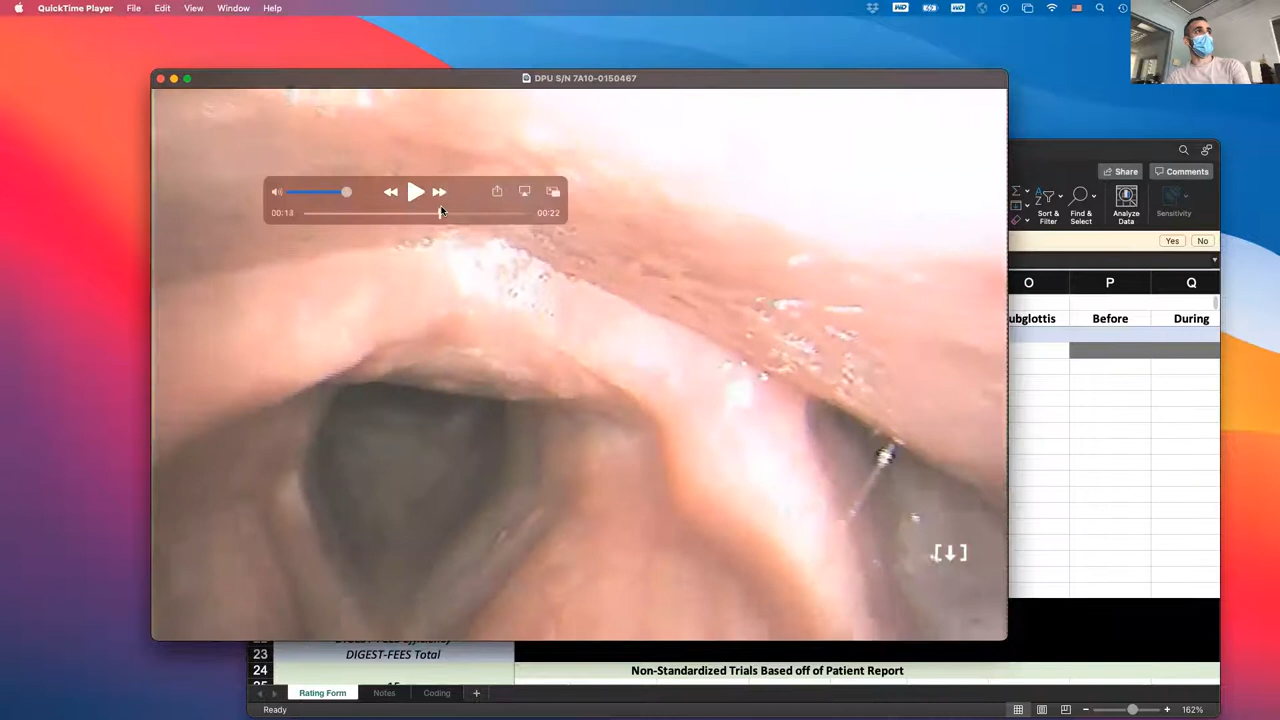 QuickTime Player File Edit View Window Help
DPU S/N 7A10-0150467
00:13
00:22
[↓]
Share Comments
Sort & Filter
Find & Select
Analyze Data
Sensitivity
Yes No
O P Q
ubglottis Before During
23 DIGEST-FEES Total
24 Non-Standardized Trials Based off of Patient Report
Rating Form Notes Coding +
Ready
162%